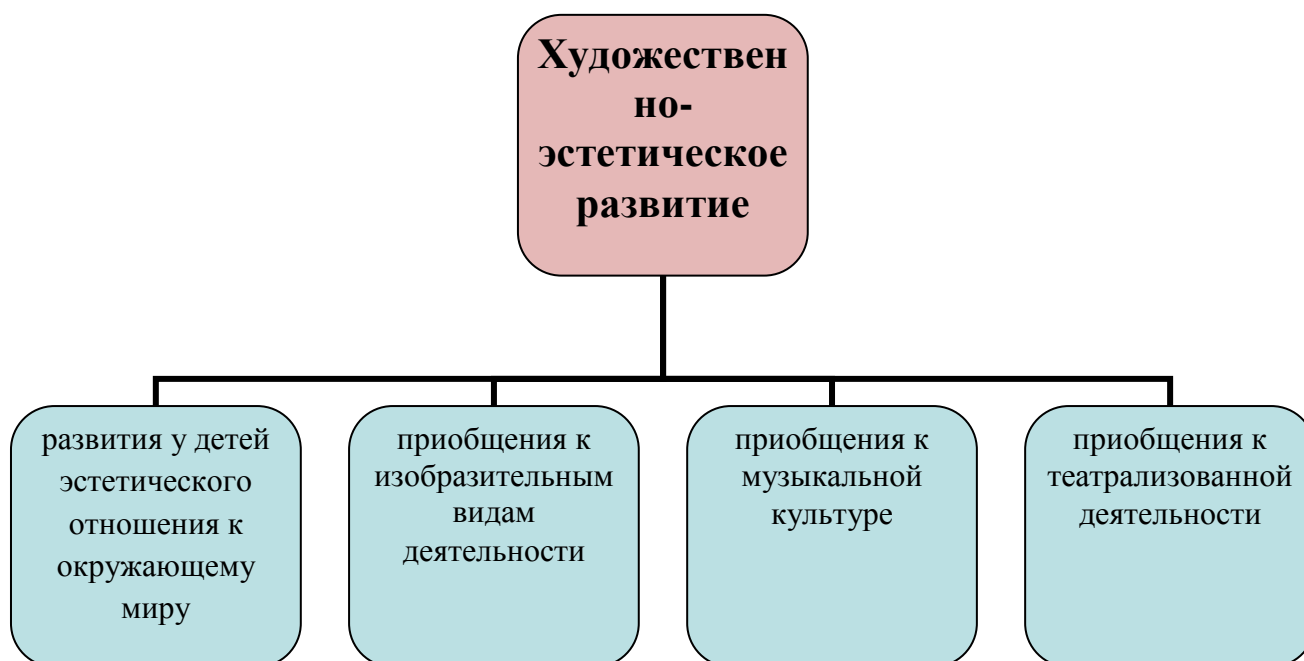 Художествен
но-
эстетическое
развитие
развития у детей
эстетического
отношения к
окружающему
миру
приобщения к
изобразительным
видам
деятельности
приобщения к
музыкальной
культуре
приобщения к
театрализованной
деятельности